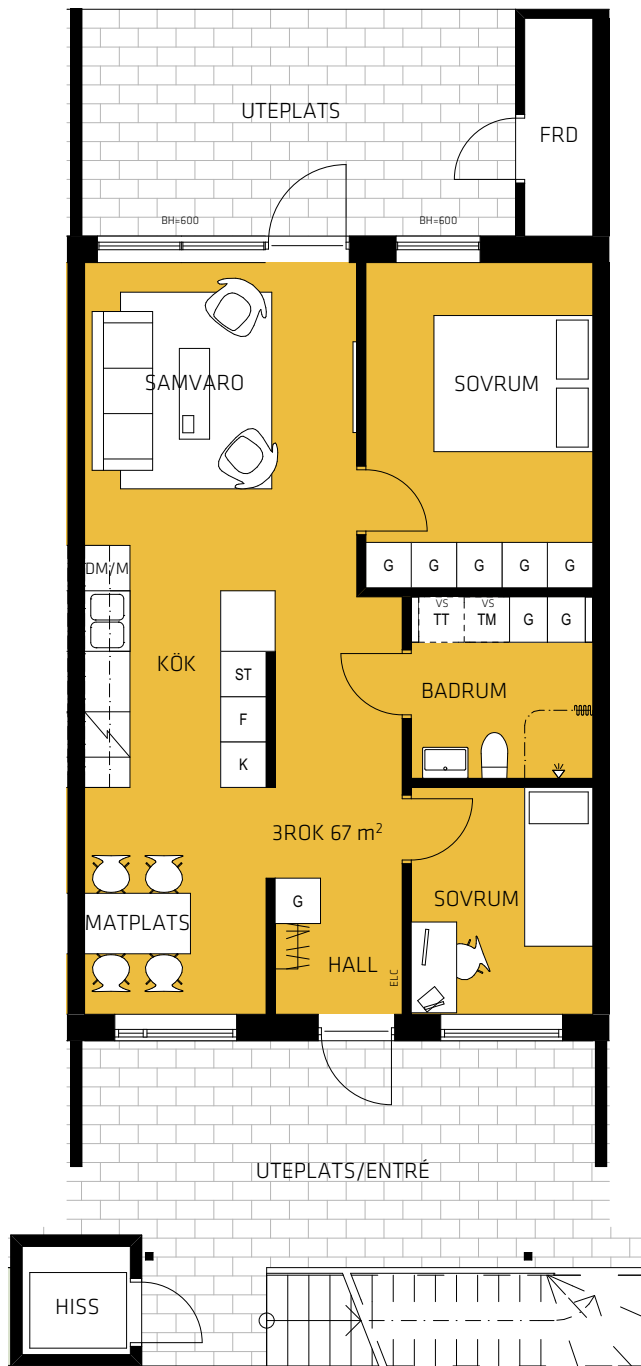 UTEPLATS
FRD
BH=600
BH=600
SAMVARO
SOVRUM
G G G G G
DM/M
VS VS
TT TM G G
KÖK
ST
F
K
BADRUM
3ROK 67 m²
G
SOVRUM
MATPLATS
HALL
ELC
UTEPLATS/ENTRÉ
HISS